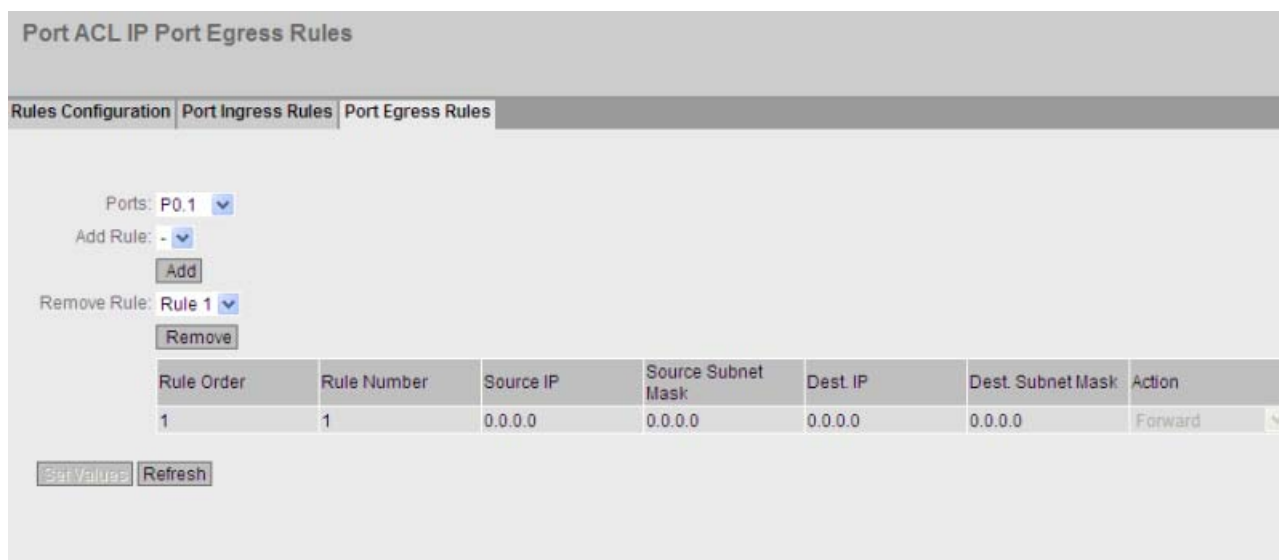 Port ACL IP Port Egress Rules
Rules Configuration Port Ingress Rules Port Egress Rules
Ports: P0.1
Add Rule: -
Add
Remove Rule: Rule 1
Remove
Rule Order Rule Number Source IP Source Subnet Mask Dest. IP Dest. Subnet Mask Action
1 1 0.0.0.0 0.0.0.0 0.0.0.0 0.0.0.0 Forward
Set Values Refresh